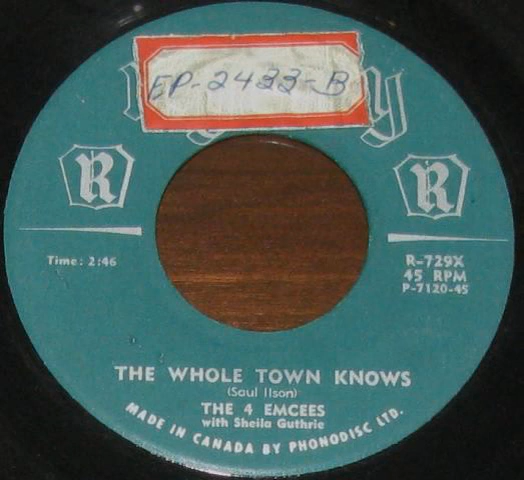 EP-2433-B
R
R
Time: 2:46
R-729X
45 RPM
P-7120-45
THE WHOLE TOWN KNOWS
(Saul Ilson)
THE 4 EMCEES
with Sheila Guthrie
MADE IN CANADA BY PHONODISC LTD.